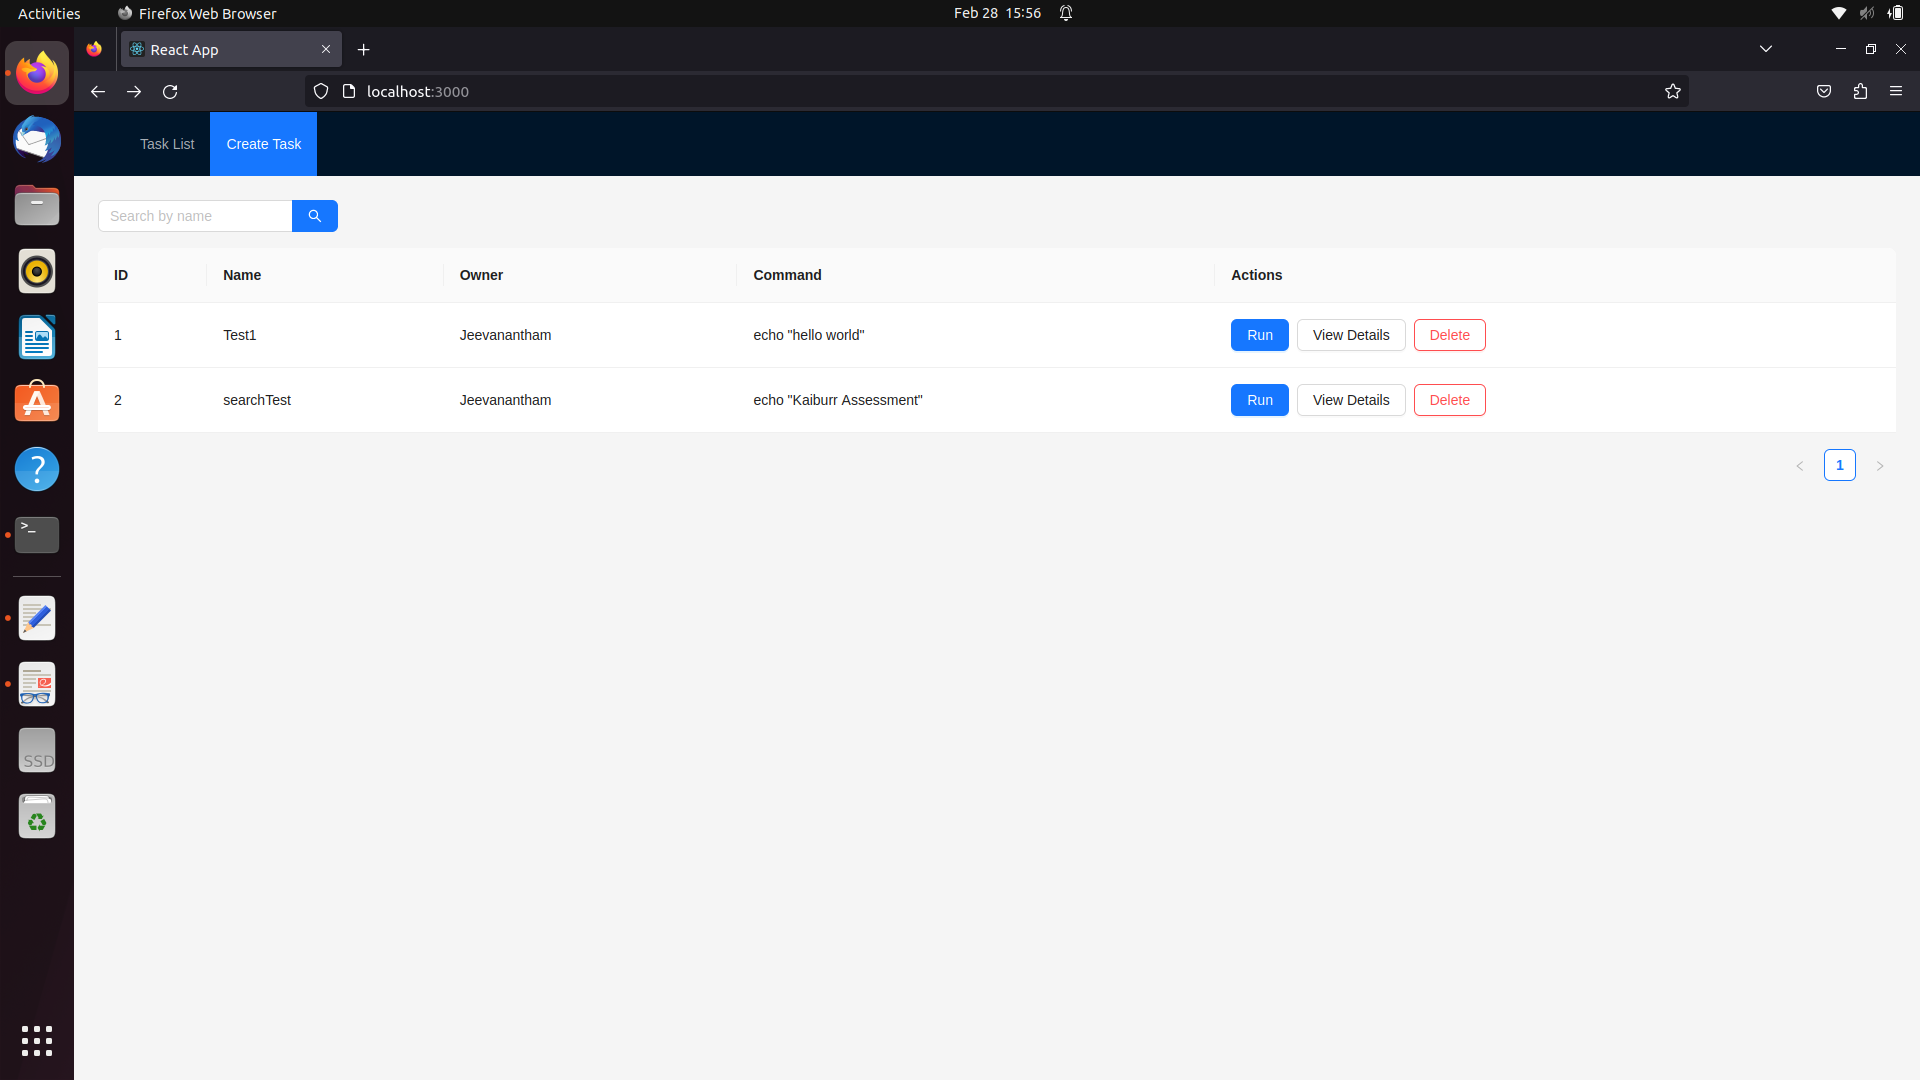 Activities Firefox Web Browser Feb 28 15:56
React App
localhost:3000
Task List Create Task
Search by name
ID Name Owner Command Actions
1 Test1 Jeevanantham echo "hello world" Run View Details Delete
2 searchTest Jeevanantham echo "Kaiburr Assessment" Run View Details Delete
1
>_
?
SSD